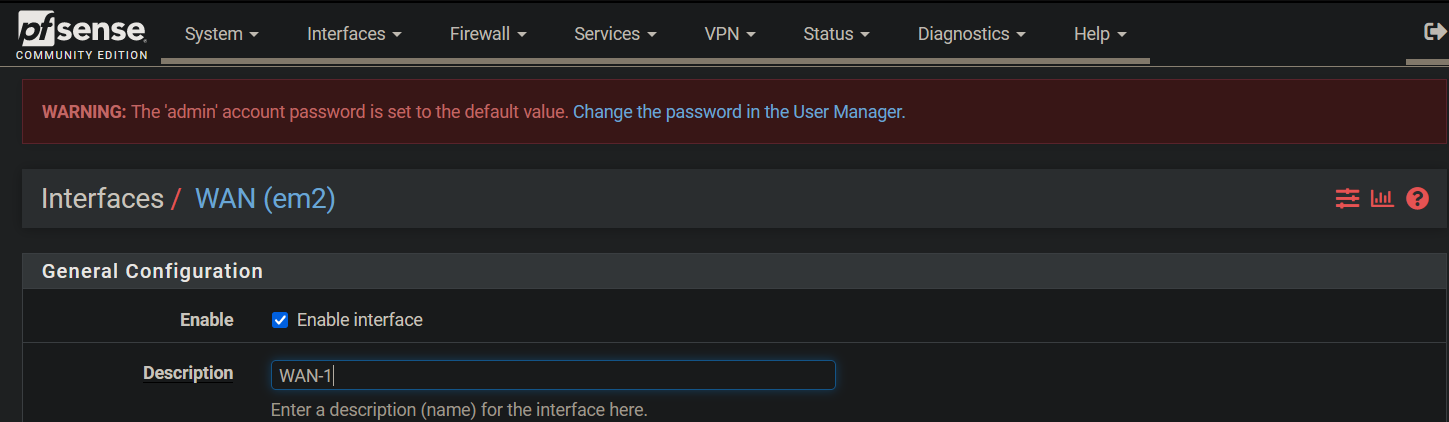 pfsense
COMMUNITY EDITION
System Interfaces Firewall Services VPN Status Diagnostics Help
WARNING: The 'admin' account password is set to the default value. Change the password in the User Manager.
Interfaces / WAN (em2)
General Configuration
Enable Enable interface
Description WAN-1
Enter a description (name) for the interface here.